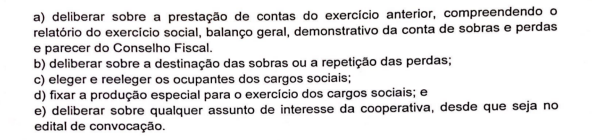 a) deliberar sobre a prestação de contas do exercício anterior, compreendendo o
relatório do exercício social, balanço geral, demonstrativo da conta de sobras e perdas
e parecer do Conselho Fiscal.
b) deliberar sobre a destinação das sobras ou a repetição das perdas;
c) eleger e reeleger os ocupantes dos cargos sociais;
d) fixar a produção especial para o exercício dos cargos sociais; e
e) deliberar sobre qualquer assunto de interesse da cooperativa, desde que seja no
edital de convocação.